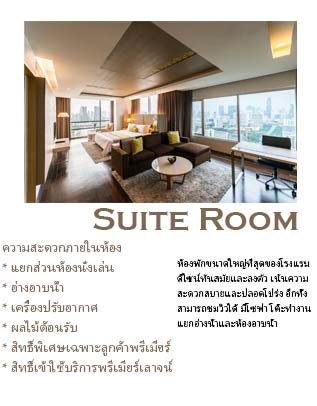 SUITE ROOM
ความสะดวกภายในห้อง
* แยกส่วนห้องนั่งเล่น
* อ่างอาบน้ำ
* เครื่องปรับอากาศ
* ผลไม้ต้อนรับ
* สิทธิ์พิเศษเฉพาะลูกค้าพรีเมียร์
* สิทธิ์เข้าใช้บริการพรีเมียร์เลาจน์
ห้องพักขนาดใหญ่ที่สุดของโรงแรม
ดีไซน์ทันสมัยและลงตัว เน้นความ
สะดวกสบายและปลอดโปร่ง อีกทั้ง
สามารถชมวิวได้ มีโซฟา โต๊ะทำงาน
แยกอ่างน้ำและห้องอาบน้ำ